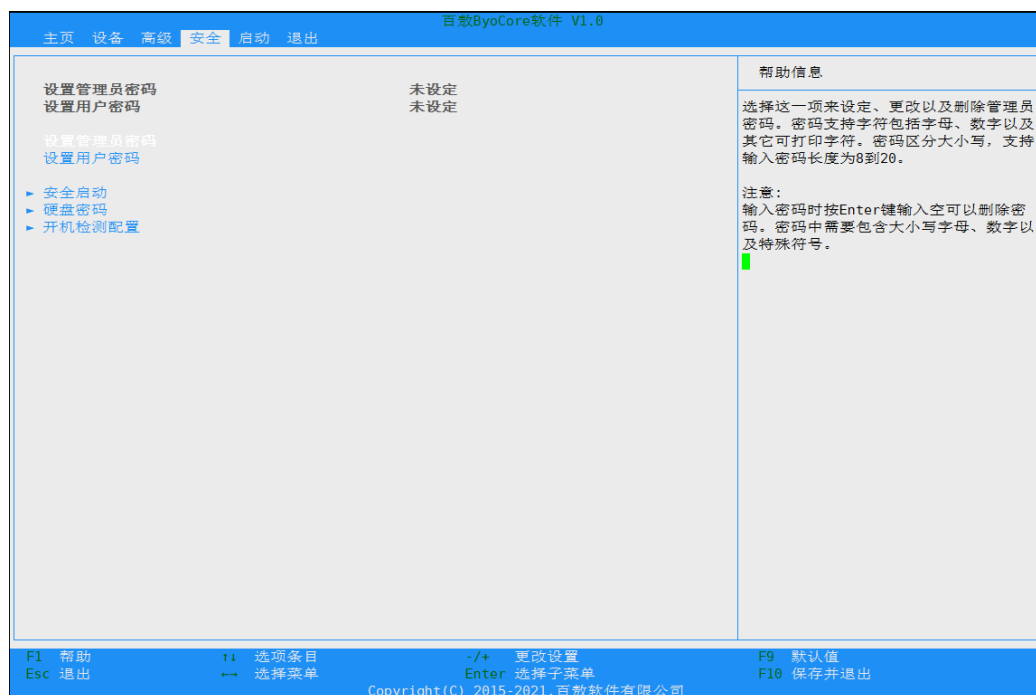 百敖ByoCore软件 V1.0
主页 设备 高级 安全 启动 退出
帮助信息
设置管理员密码 未设定
设置用户密码 未设定
设置管理员密码
设置用户密码
► 安全启动
► 硬盘密码
► 开机检测配置
选择这一项来设定、更改以及删除管理员
密码。密码支持字符包括字母、数字以及
其它可打印字符。密码区分大小写，支持
输入密码长度为8到20。
注意：
输入密码时按Enter键输入空可以删除密
码。密码中需要包含大小写字母、数字以
及特殊符号。
F1 帮助 ↑↓ 选项条目 -/+ 更改设置 F9 默认值
Esc 退出 ←→ 选择菜单 Enter 选择子菜单 F10 保存并退出
Copyright(C) 2015-2021,百敖软件有限公司